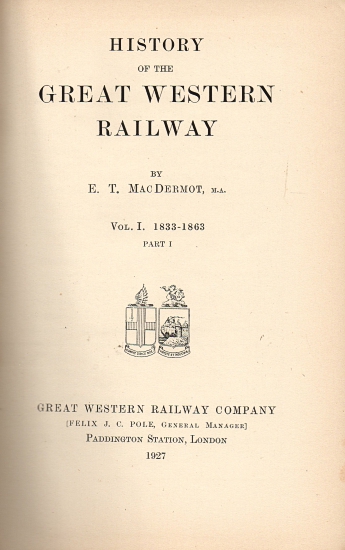 HISTORY
OF THE
GREAT WESTERN
RAILWAY
BY
E. T. MacDERMOT, M.A.
VOL. I. 1833-1863
PART I
GREAT WESTERN RAILWAY COMPANY
[FELIX J. C. POLE, GENERAL MANAGER]
PADDINGTON STATION, LONDON
1927